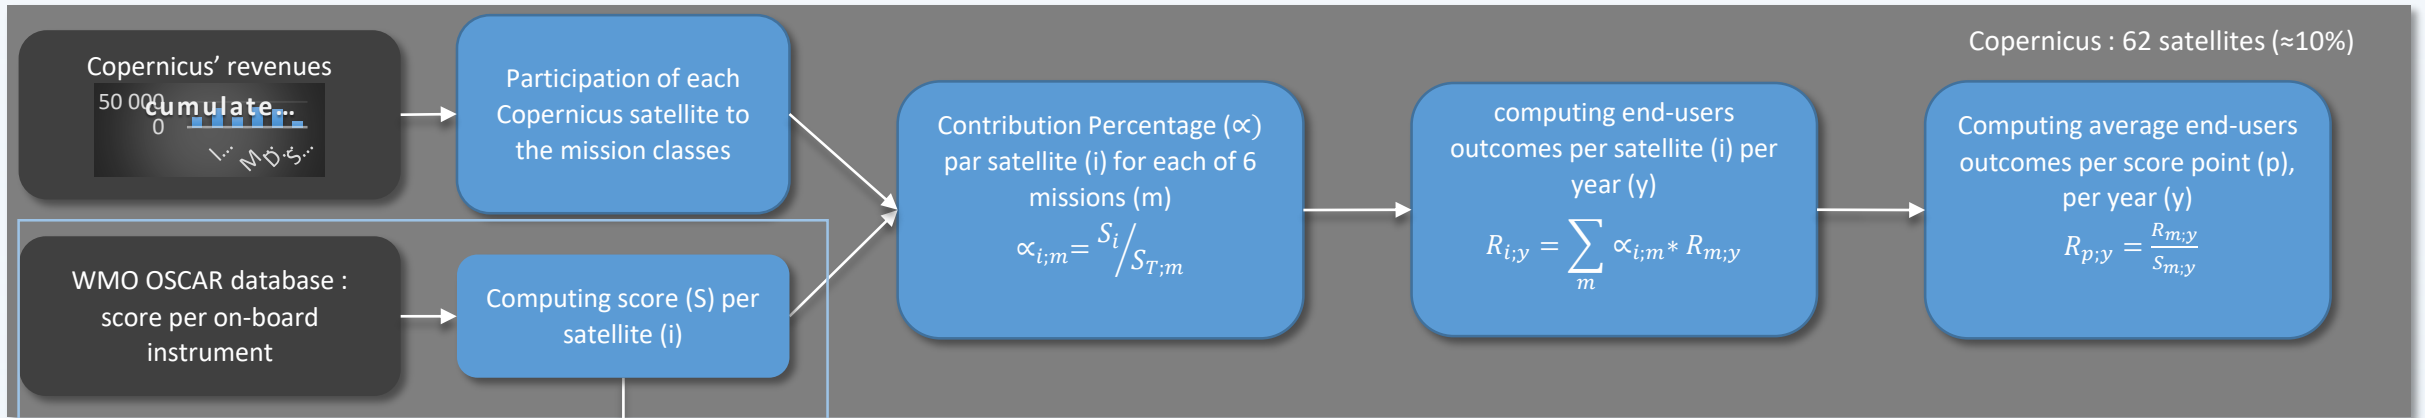 Copernicus : 62 satellites (≈10%)
Copernicus’ revenues
cumulate…
50 000
0
I…
M…
D…
S…
Participation of each
Copernicus satellite to
the mission classes
WMO OSCAR database :
score per on-board
instrument
Computing score (S) per
satellite (i)
Contribution Percentage (∝)
par satellite (i) for each of 6
missions (m)
∝i;m= Si/ST;m
computing end-users
outcomes per satellite (i) per
year (y)
Ri;y = ∑m ∝i;m* Rm;y
Computing average end-users
outcomes per score point (p),
per year (y)
Rp;y = Rm;y/Sm;y